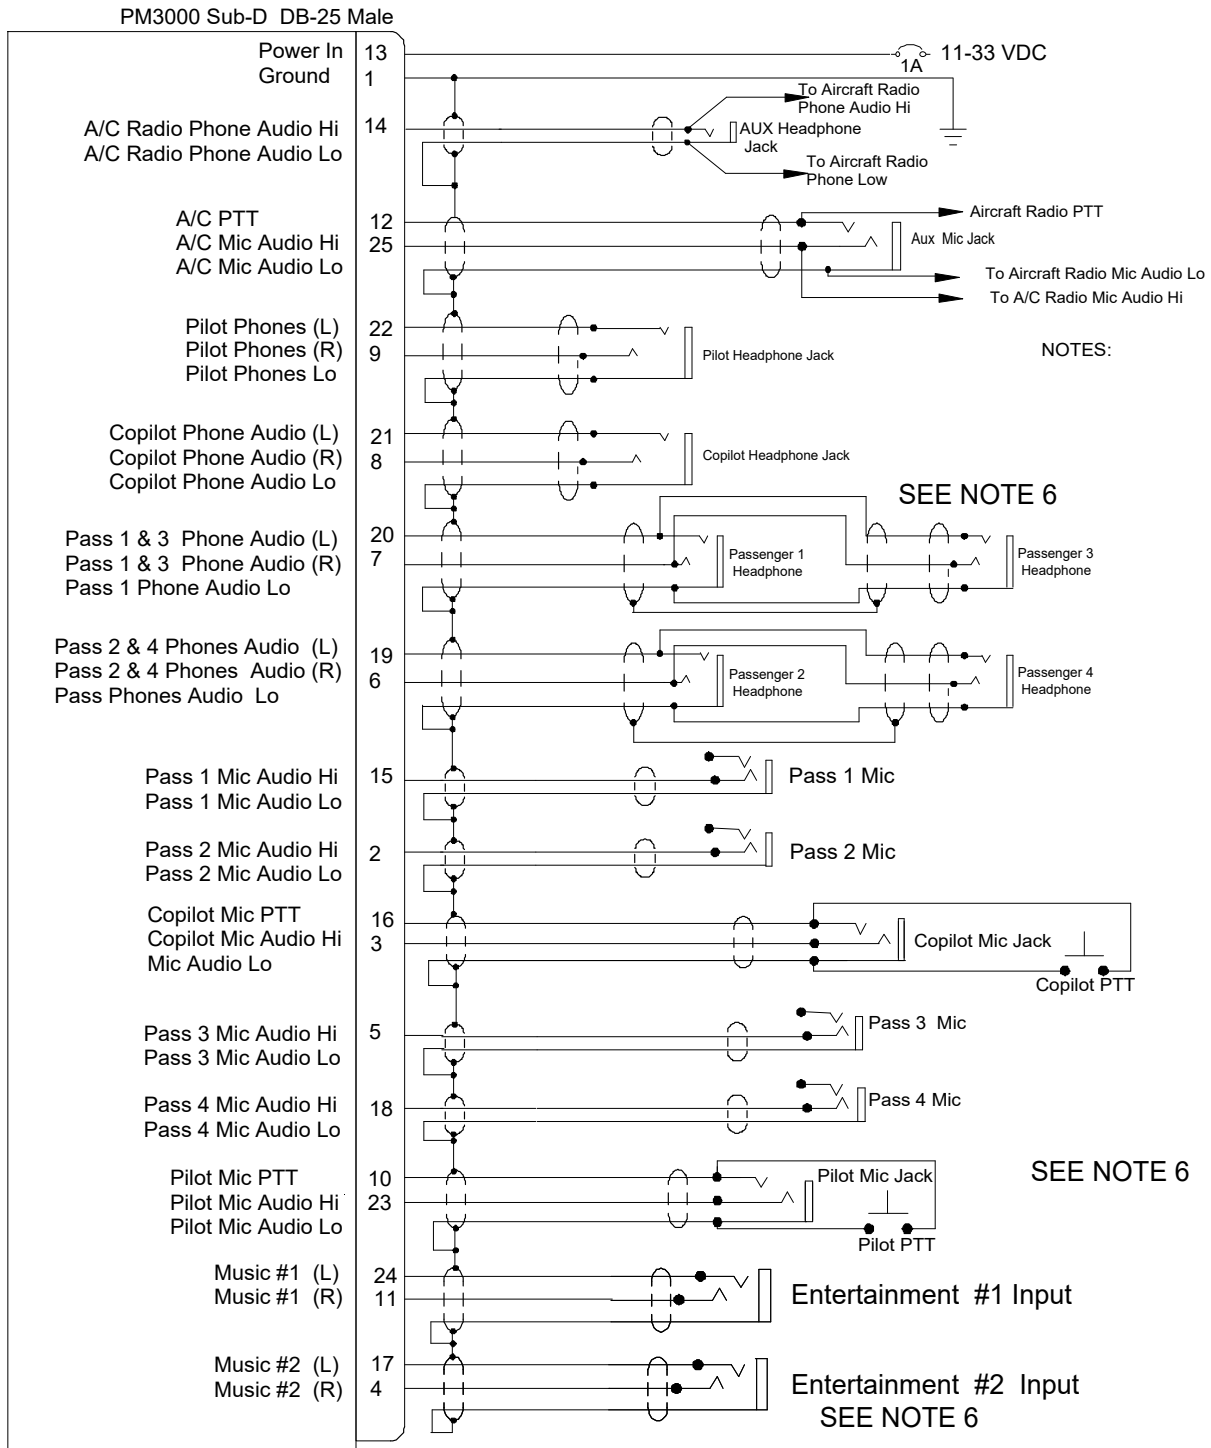 PM3000 Sub-D DB-25 Male
Power In 13 1A 11-33 VDC
Ground 1
To Aircraft Radio
Phone Audio Hi
A/C Radio Phone Audio Hi 14 AUX Headphone
Jack
A/C Radio Phone Audio Lo
To Aircraft Radio
Phone Low
A/C PTT 12 Aircraft Radio PTT
A/C Mic Audio Hi 25 Aux Mic Jack
A/C Mic Audio Lo To Aircraft Radio Mic Audio Lo
To A/C Radio Mic Audio Hi
Pilot Phones (L) 22
Pilot Phones (R) 9 Pilot Headphone Jack NOTES:
Pilot Phones Lo
Copilot Phone Audio (L) 21
Copilot Phone Audio (R) 8 Copilot Headphone Jack
Copilot Phone Audio Lo
SEE NOTE 6
Pass 1 & 3 Phone Audio (L) 20
Pass 1 & 3 Phone Audio (R) 7
Pass 1 Phone Audio Lo
Passenger 1
Headphone
Passenger 3
Headphone
Pass 2 & 4 Phones Audio (L) 19
Pass 2 & 4 Phones Audio (R) 6
Pass Phones Audio Lo
Passenger 2
Headphone
Passenger 4
Headphone
Pass 1 Mic Audio Hi 15 Pass 1 Mic
Pass 1 Mic Audio Lo
Pass 2 Mic Audio Hi 2 Pass 2 Mic
Pass 2 Mic Audio Lo
Copilot Mic PTT 16
Copilot Mic Audio Hi 3 Copilot Mic Jack
Mic Audio Lo
Copilot PTT
Pass 3 Mic Audio Hi 5 Pass 3 Mic
Pass 3 Mic Audio Lo
Pass 4 Mic Audio Hi 18 Pass 4 Mic
Pass 4 Mic Audio Lo
Pilot Mic PTT 10 Pilot Mic Jack SEE NOTE 6
Pilot Mic Audio Hi 23
Pilot Mic Audio Lo
Pilot PTT
Music #1 (L) 24
Music #1 (R) 11 Entertainment #1 Input
Music #2 (L) 17
Music #2 (R) 4 Entertainment #2 Input
SEE NOTE 6